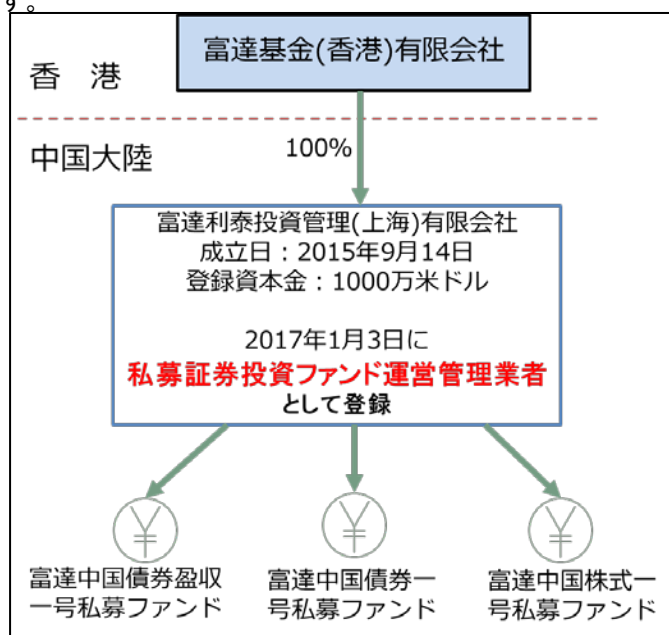 す。
富達基金(香港)有限会社
香 港
中国大陸
100%
富達利泰投資管理(上海)有限会社
成立日：2015年9月14日
登録資本金：1000万米ドル
2017年1月3日に
私募証券投資ファンド運営管理業者
として登録
¥
¥
¥
富達中国債券盈収
一号私募ファンド
富達中国債券一
号私募ファンド
富達中国株式一
号私募ファンド